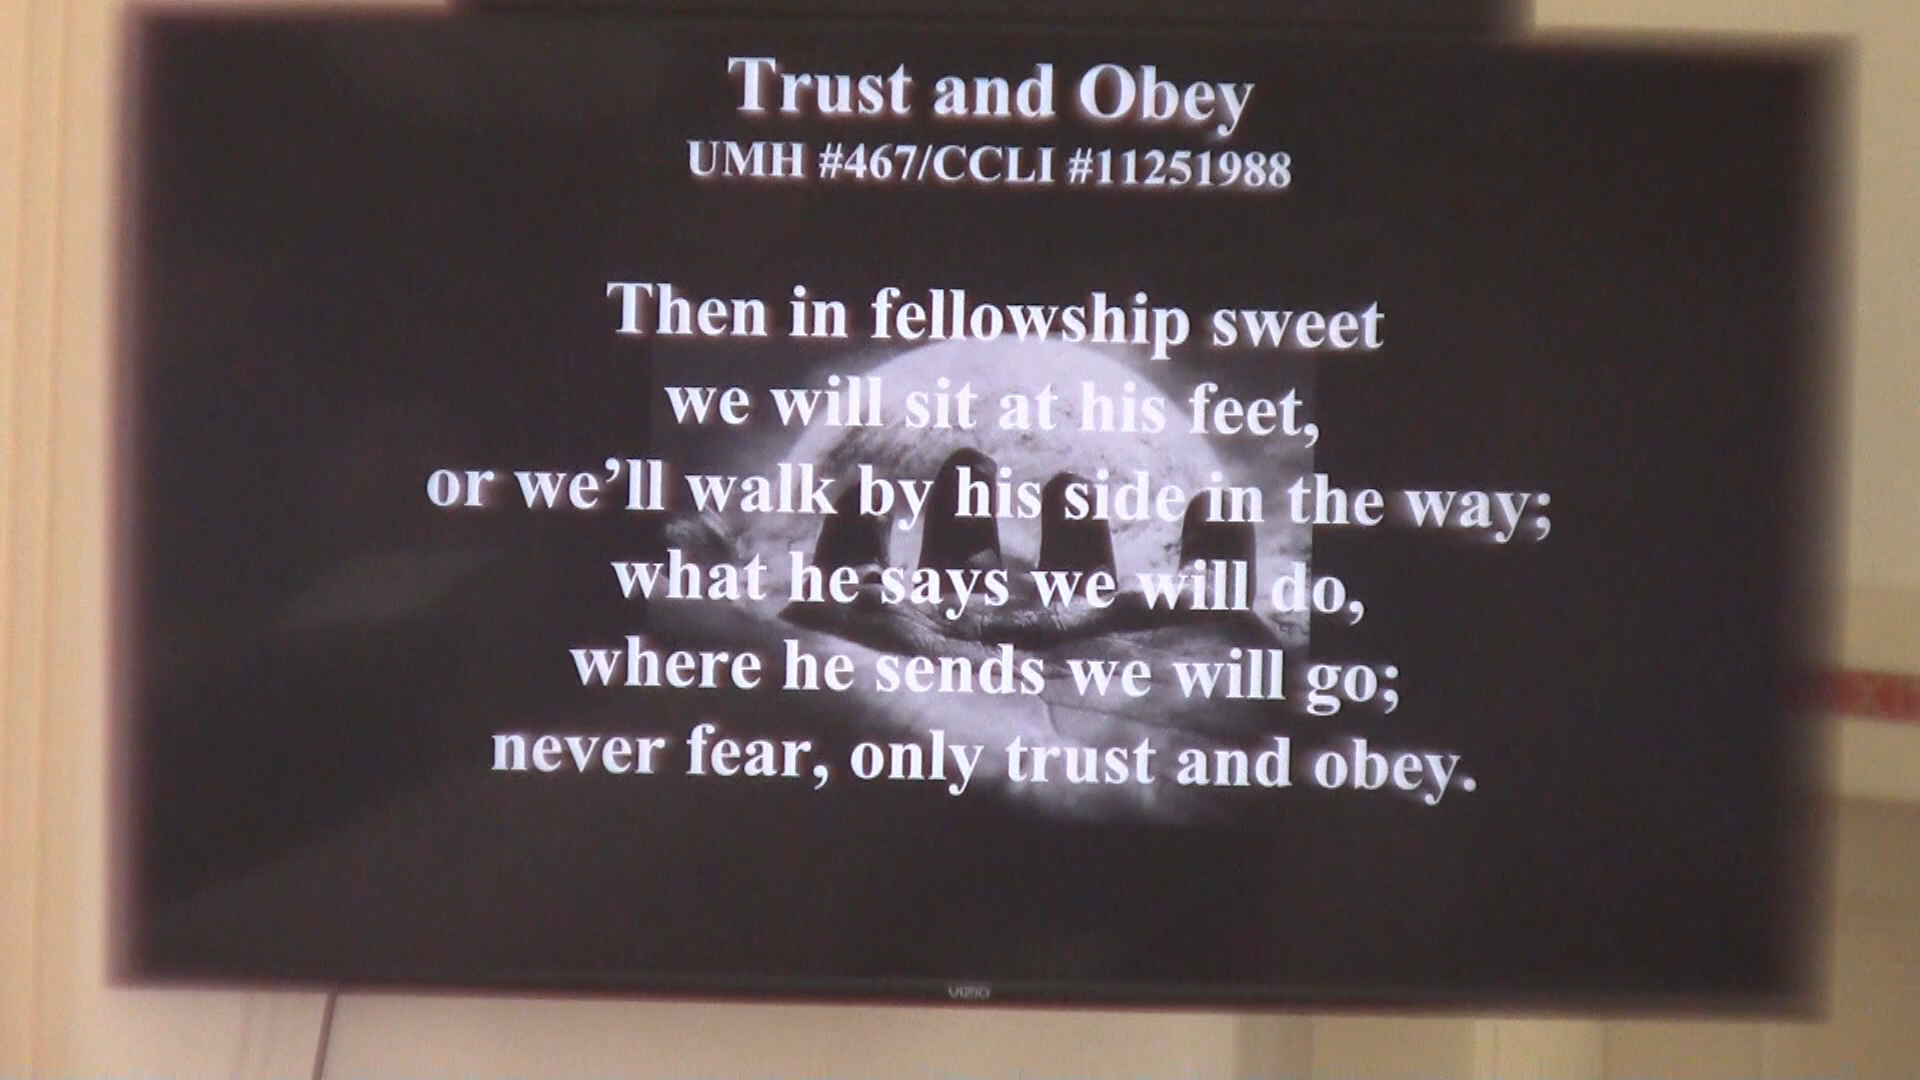 Trust and Obey
UMH #467/CCLI #11251988
Then in fellowship sweet
we will sit at his feet,
or we’ll walk by his side in the way;
what he says we will do,
where he sends we will go;
never fear, only trust and obey.
VIZIO